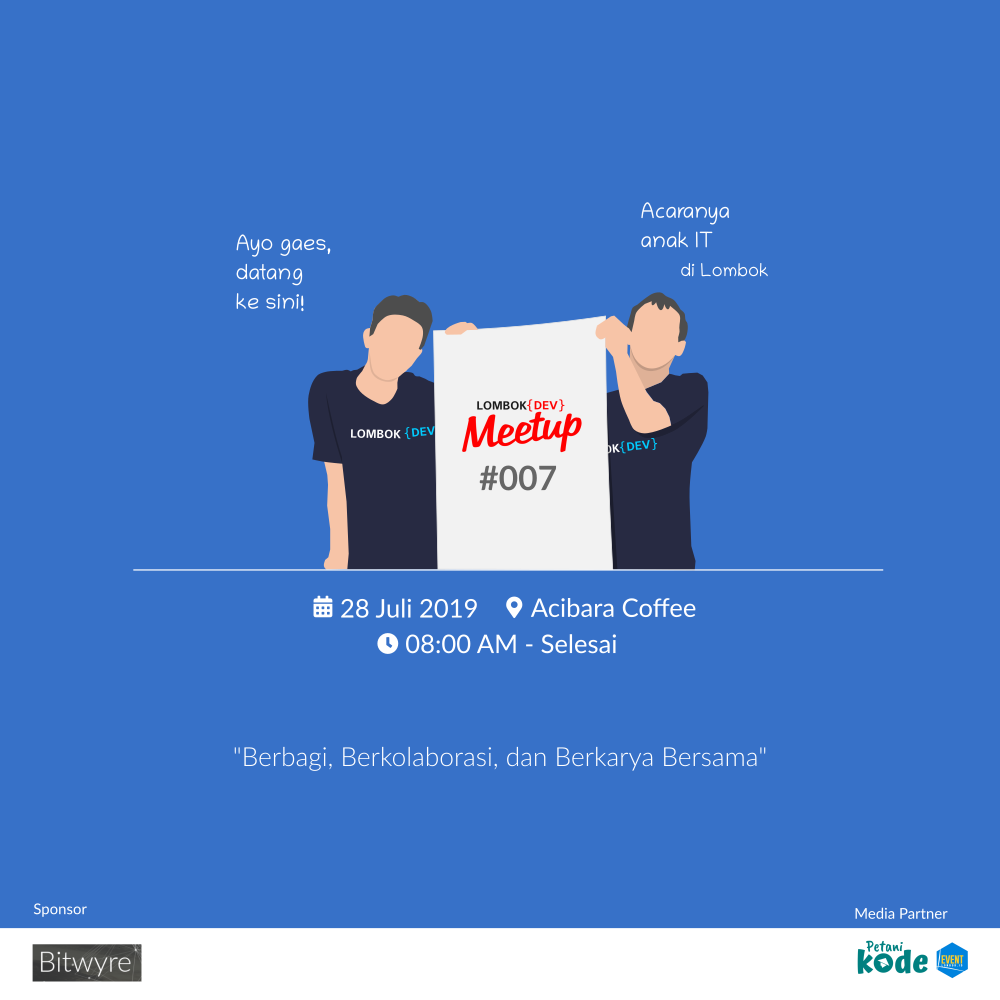 Acaranya
anak IT
di Lombok
Ayo gaes,
datang
ke sini!
LOMBOK{DEV}
Meetup
#007
LOMBOK {DEV
OK{DEV}
28 Juli 2019
Acibara Coffee
08:00 AM - Selesai
"Berbagi, Berkolaborasi, dan Berkarya Bersama"
Sponsor
Media Partner
Bitwyre
Petani
kode
EVENT